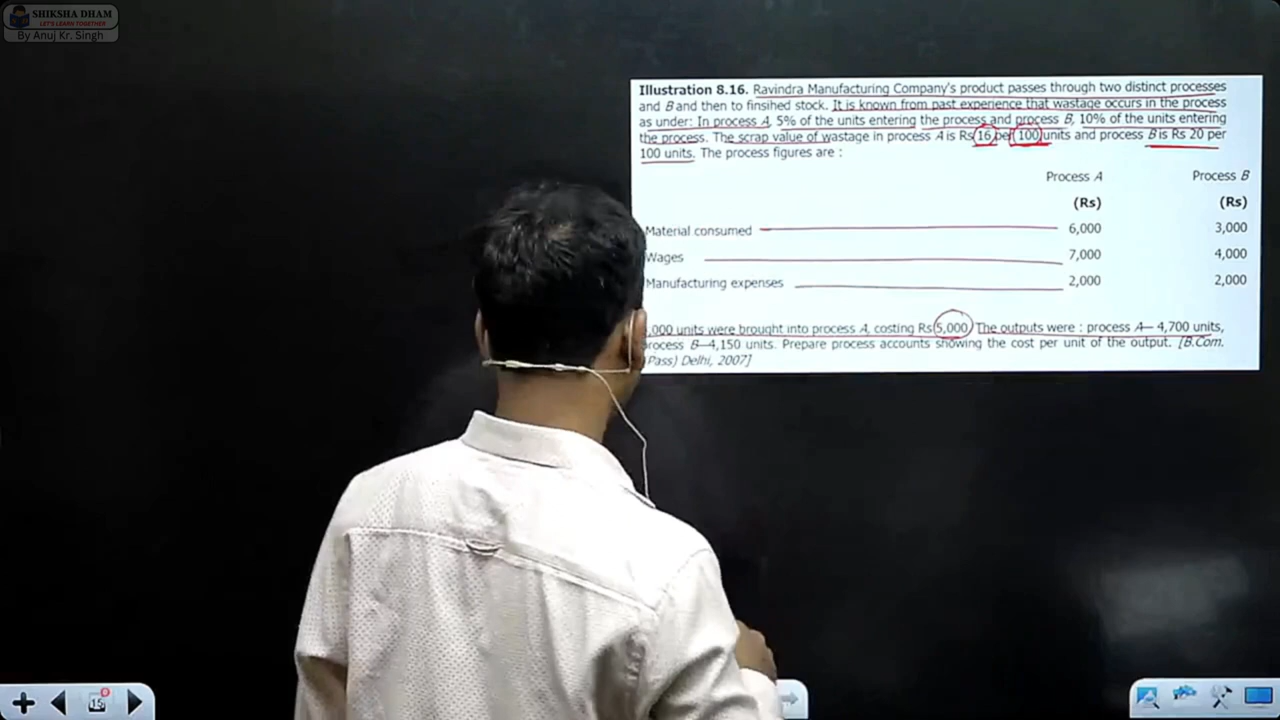 SHIKSHA DHAM
LET'S LEARN TOGETHER
By Anuj Kr. Singh
Illustration 8.16. Ravindra Manufacturing Company's product passes through two distinct processes
and B and then to finsihed stock. It is known from past experience that wastage occurs in the process
as under: In process A, 5% of the units entering the process and process B, 10% of the units entering
the process. The scrap value of wastage in process A is Rs 16 per 100 units and process B is Rs 20 per
100 units. The process figures are :
Process A Process B
(Rs) (Rs)
Material consumed 6,000 3,000
Wages 7,000 4,000
Manufacturing expenses 2,000 2,000
,000 units were brought into process A, costing Rs 5,000 The outputs were : process A— 4,700 units,
process B—4,150 units. Prepare process accounts showing the cost per unit of the output. [B.Com.
(Pass) Delhi, 2007]
15